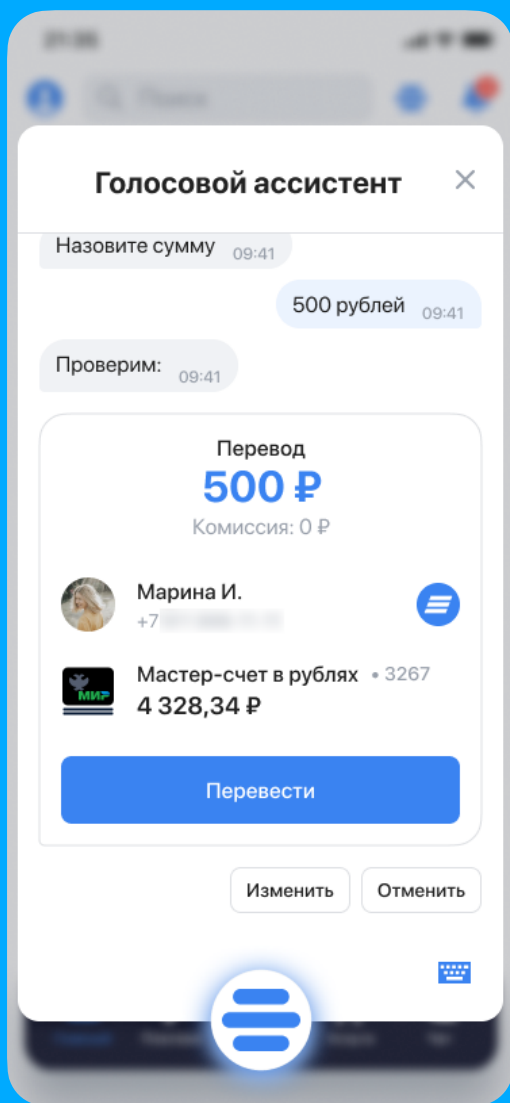 Голосовой ассистент
Назовите сумму 09:41
500 рублей 09:41
Проверим: 09:41
Перевод
500 ₽
Комиссия: 0 ₽
Марина И.
+7
Мастер-счет в рублях • 3267
МИР
4 328,34 ₽
Перевести
Изменить Отменить